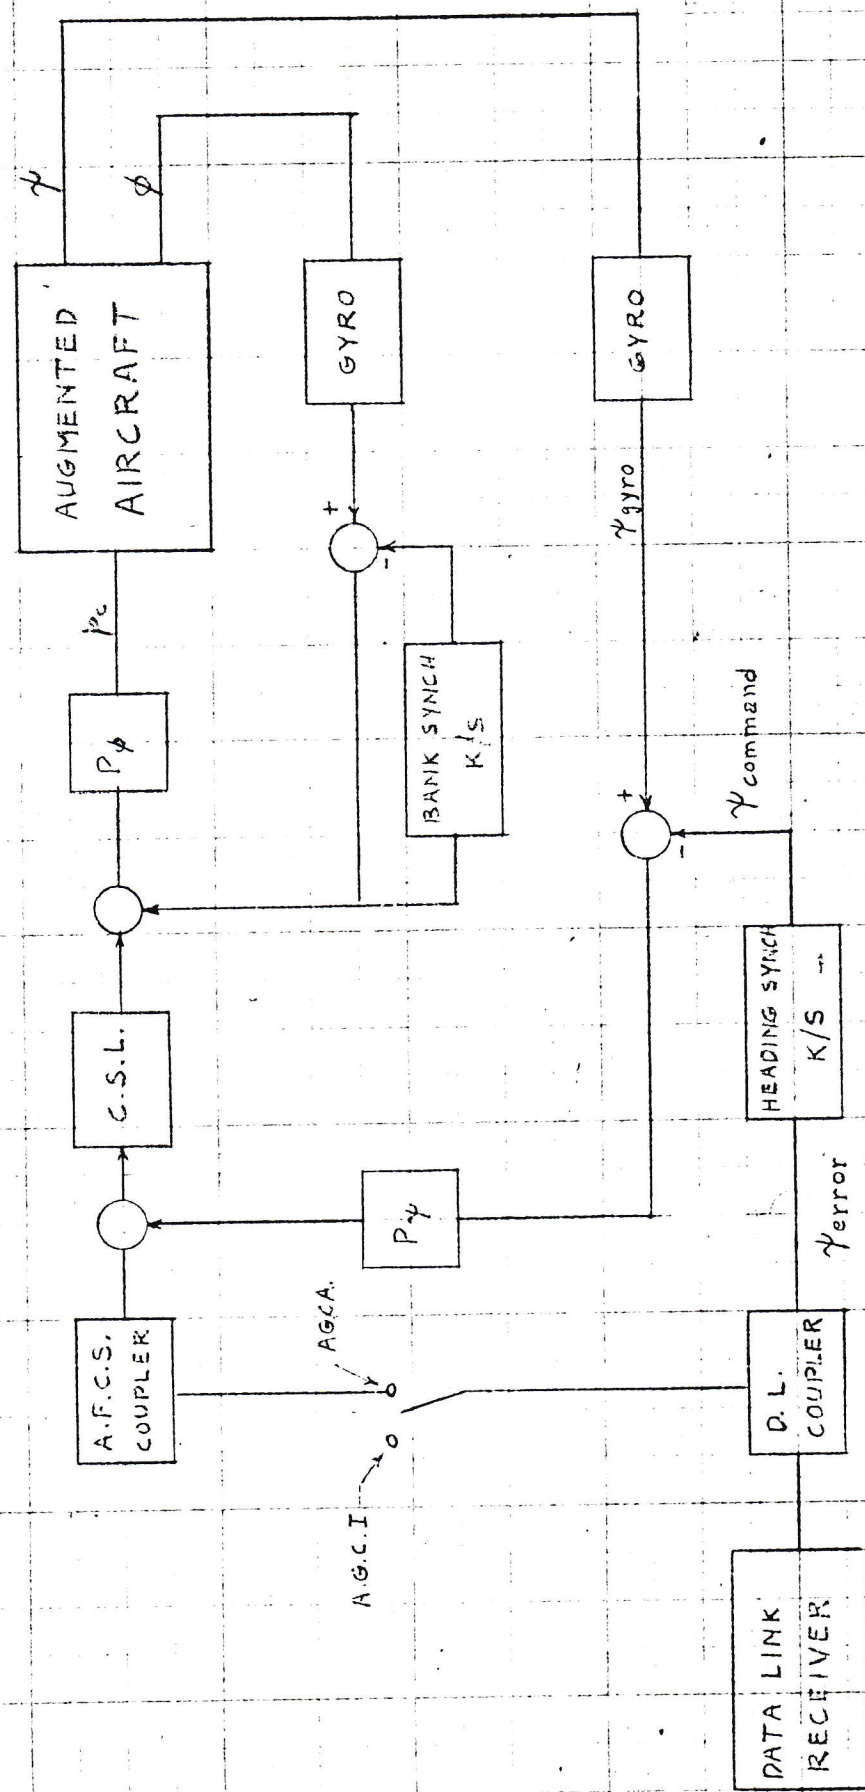 DATA LINK
RECEIVER
D. L.
COUPLER
A.F.C.S.
COUPLER
A.G.C.I
AGCA.
ψerror
HEADING SYNCH
K/S →
ψcommand
Pψ
C.S.L.
+
-
ψgyro
BANK SYNCH
K/S
Pφ
pc
+
-
GYRO
GYRO
AUGMENTED
AIRCRAFT
ψ
φ